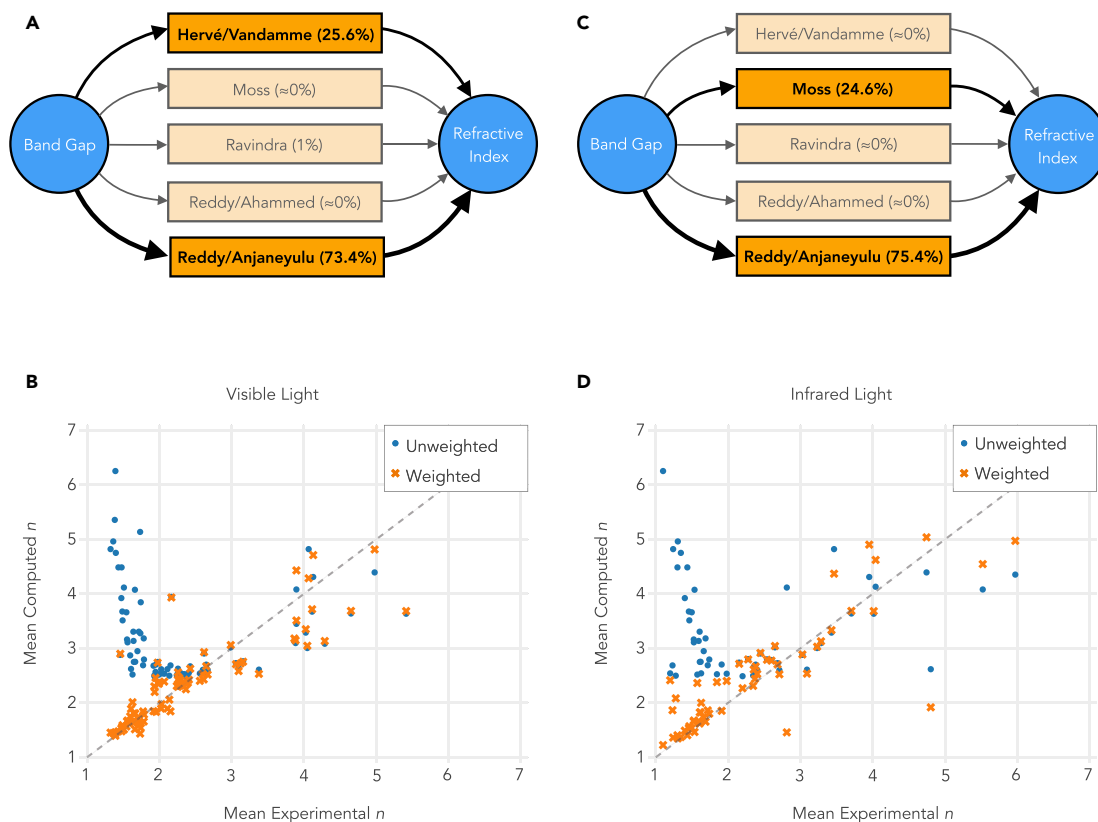 A
Hervé/Vandamme (25.6%)
Moss (≈0%)
Band Gap
Ravindra (1%)
Refractive
Index
Reddy/Ahammed (≈0%)
Reddy/Anjaneyulu (73.4%)
C
Hervé/Vandamme (≈0%)
Moss (24.6%)
Band Gap
Ravindra (≈0%)
Refractive
Index
Reddy/Ahammed (≈0%)
Reddy/Anjaneyulu (75.4%)
B
Visible Light
Mean Computed n
7
6
5
4
3
2
1
Unweighted
Weighted
1 2 3 4 5 6 7
Mean Experimental n
D
Infrared Light
Mean Computed n
7
6
5
4
3
2
1
Unweighted
Weighted
1 2 3 4 5 6 7
Mean Experimental n